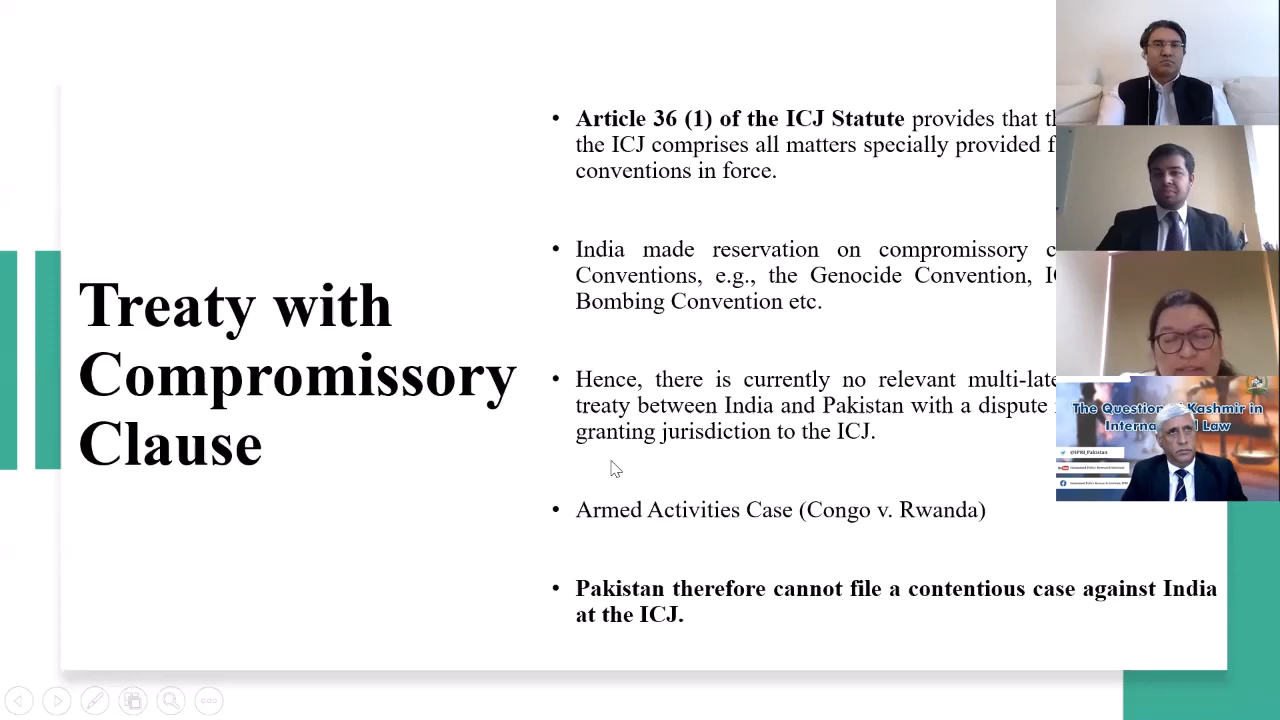 Treaty with
Compromissory
Clause
• Article 36 (1) of the ICJ Statute provides that
the ICJ comprises all matters specially provided
conventions in force.
• India made reservation on compromissory
Conventions, e.g., the Genocide Convention,
Bombing Convention etc.
• Hence, there is currently no relevant
treaty between India and Pakistan with a dispute
granting jurisdiction to the ICJ.
• Armed Activities Case (Congo v. Rwanda)
• Pakistan therefore cannot file a contentious case against India
at the ICJ.
The Question Kashmir in
Law
@IPRI_Pakistan